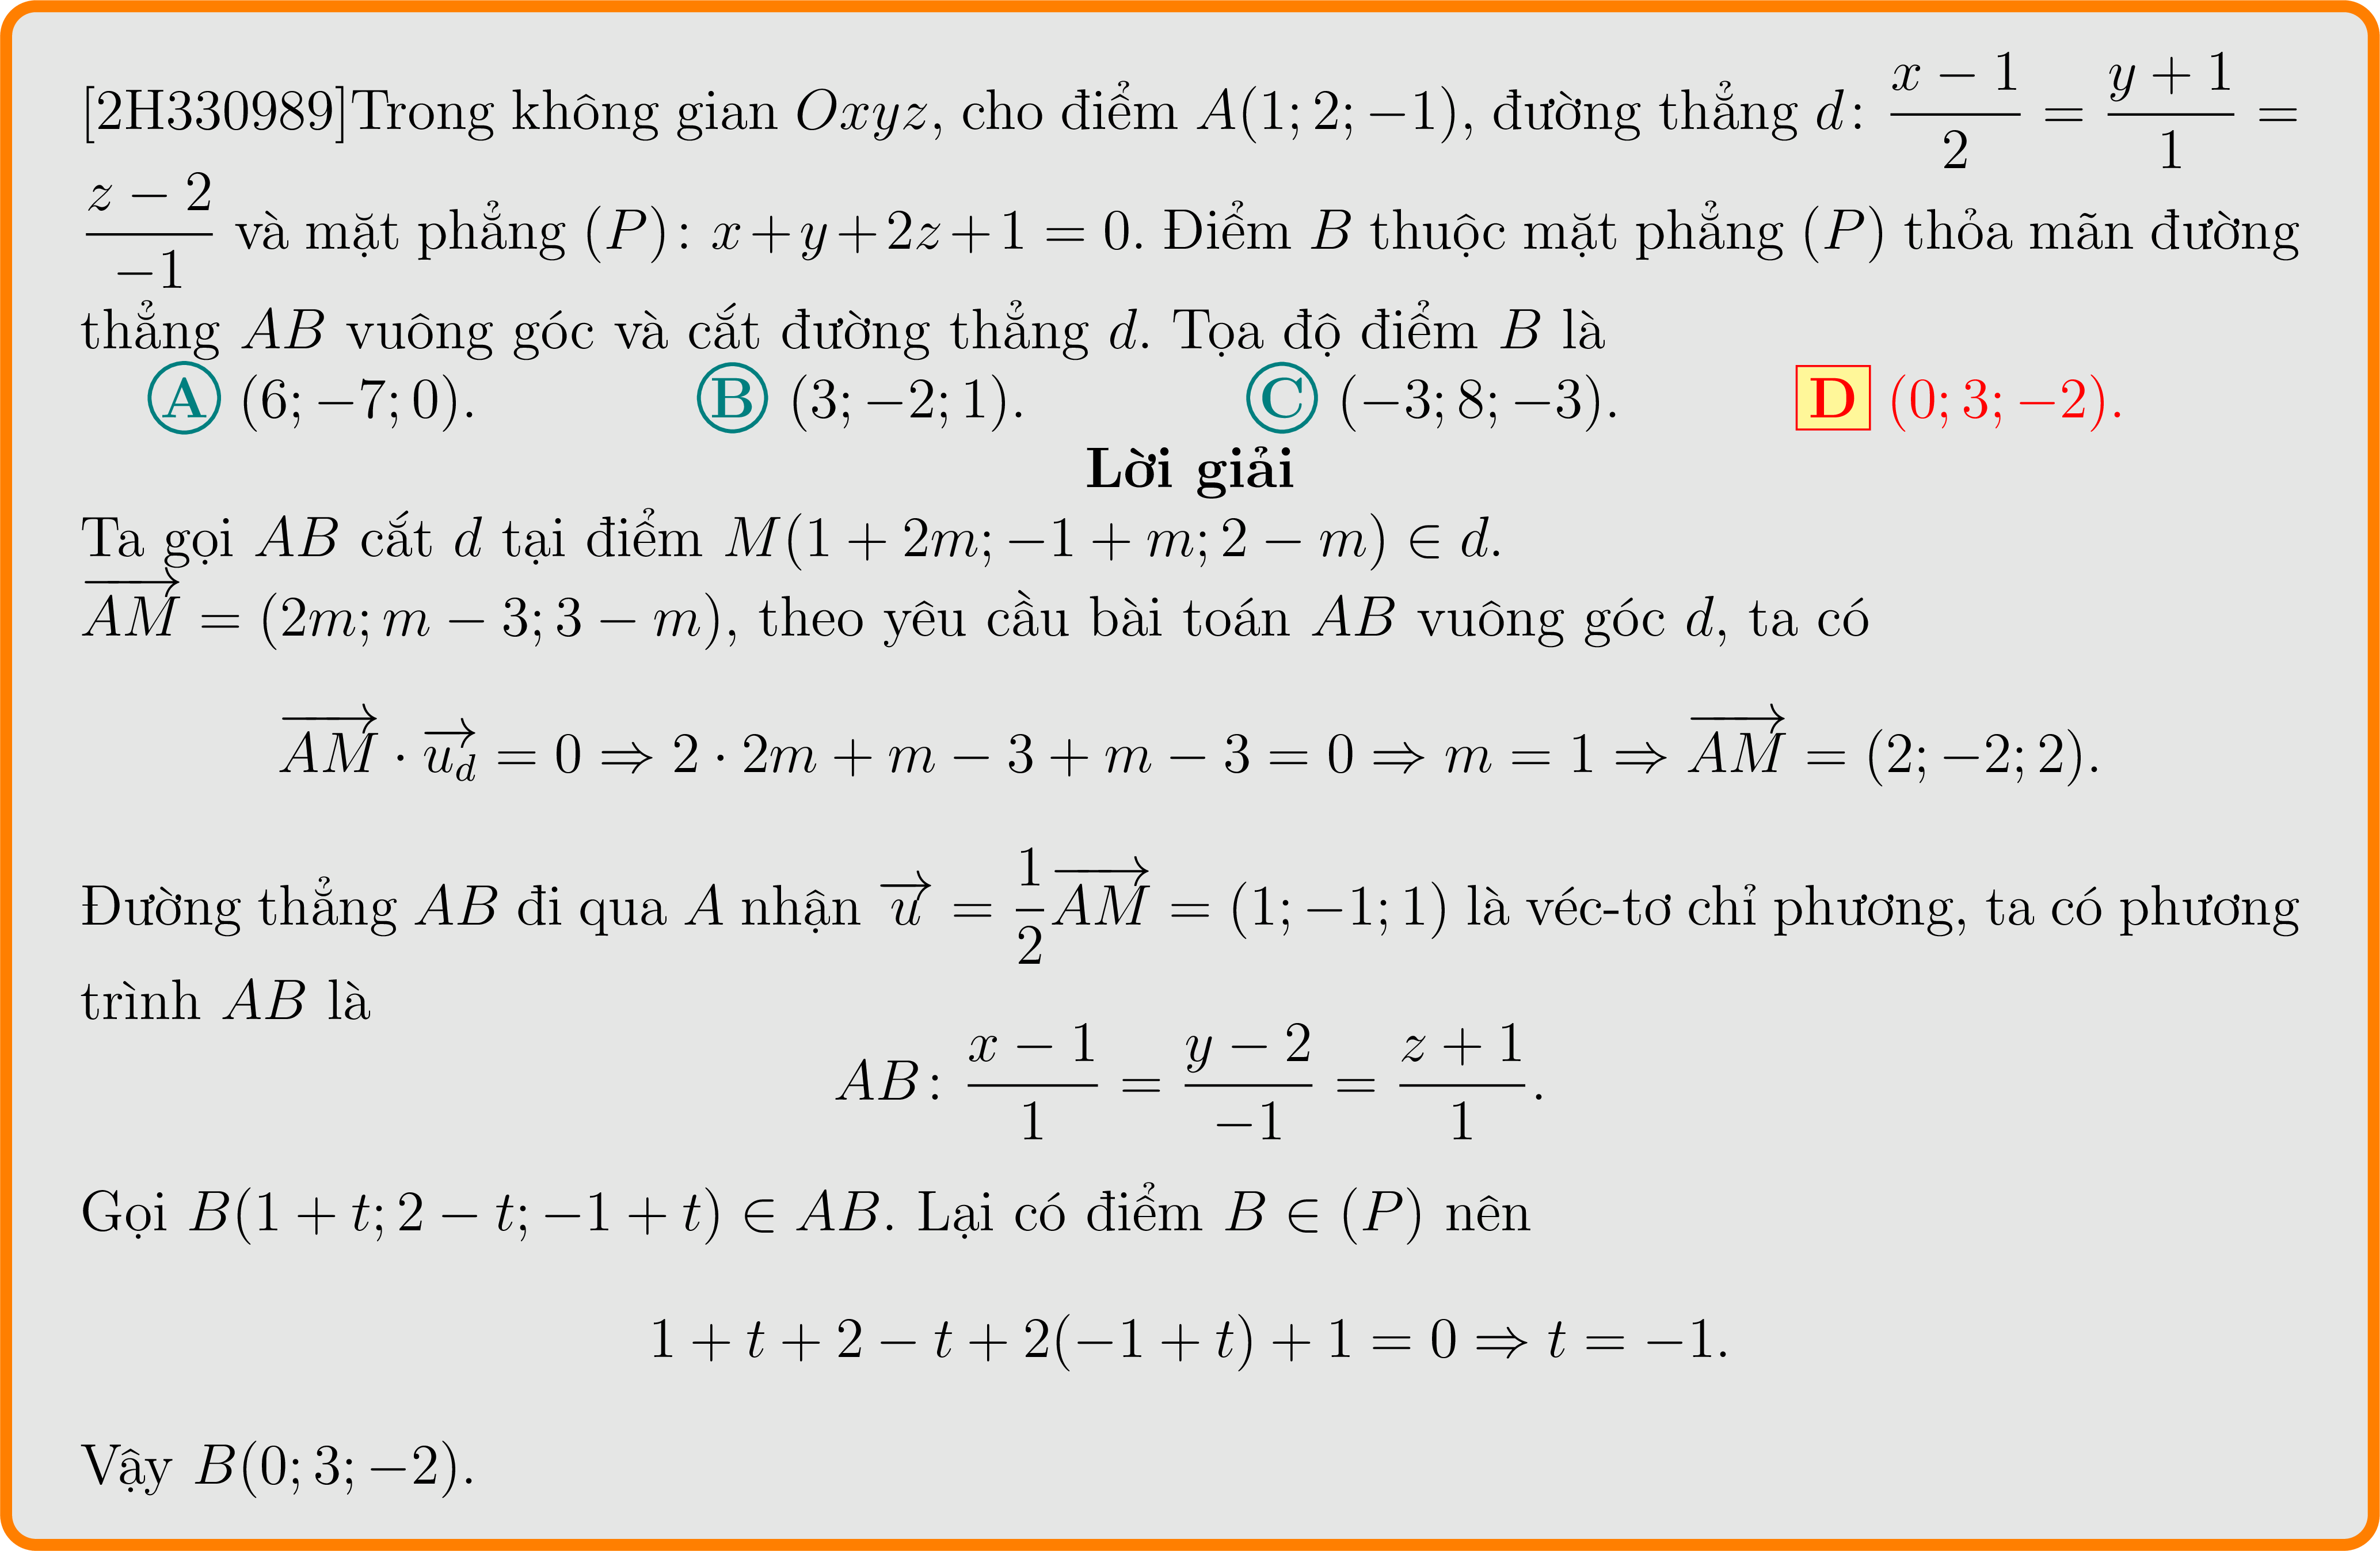 [2H330989]Trong không gian $Oxyz$, cho điểm $A(1; 2; -1)$, đường thẳng $d\colon \dfrac{x-1}{2} = \dfrac{y+1}{1} =$
$\dfrac{z-2}{-1}$ và mặt phẳng $(P)\colon x+y+2z+1 = 0$. Điểm $B$ thuộc mặt phẳng $(P)$ thỏa mãn đường
thẳng $AB$ vuông góc và cắt đường thẳng $d$. Tọa độ điểm $B$ là
A $(6; -7; 0)$. B $(3; -2; 1)$. C $(-3; 8; -3)$. D $(0; 3; -2)$.
Lời giải
Ta gọi $AB$ cắt $d$ tại điểm $M(1 + 2m; -1 + m; 2 - m) \in d$.
$\overrightarrow{AM} = (2m; m - 3; 3 - m)$, theo yêu cầu bài toán $AB$ vuông góc $d$, ta có
$\overrightarrow{AM} \cdot \overrightarrow{u_d} = 0 \Rightarrow 2 \cdot 2m + m - 3 + m - 3 = 0 \Rightarrow m = 1 \Rightarrow \overrightarrow{AM} = (2; -2; 2).$
Đường thẳng $AB$ đi qua $A$ nhận $\overrightarrow{u} = \dfrac{1}{2}\overrightarrow{AM} = (1; -1; 1)$ là véc-tơ chỉ phương, ta có phương
trình $AB$ là
$AB\colon \dfrac{x-1}{1} = \dfrac{y-2}{-1} = \dfrac{z+1}{1}.$
Gọi $B(1 + t; 2 - t; -1 + t) \in AB$. Lại có điểm $B \in (P)$ nên
$1 + t + 2 - t + 2(-1 + t) + 1 = 0 \Rightarrow t = -1.$
Vậy $B(0; 3; -2)$.